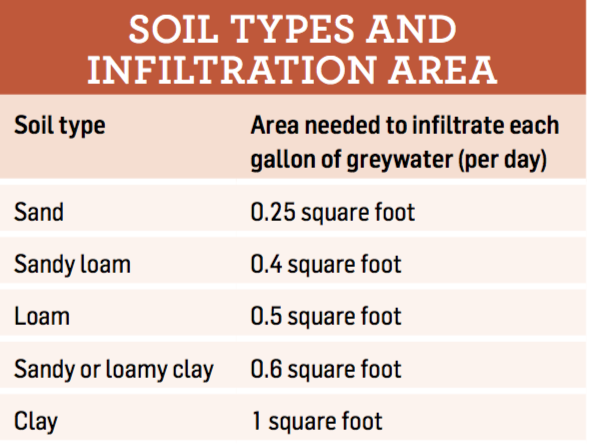 SOIL TYPES AND
INFILTRATION AREA
Soil type Area needed to infiltrate each
gallon of greywater (per day)
Sand 0.25 square foot
Sandy loam 0.4 square foot
Loam 0.5 square foot
Sandy or loamy clay 0.6 square foot
Clay 1 square foot